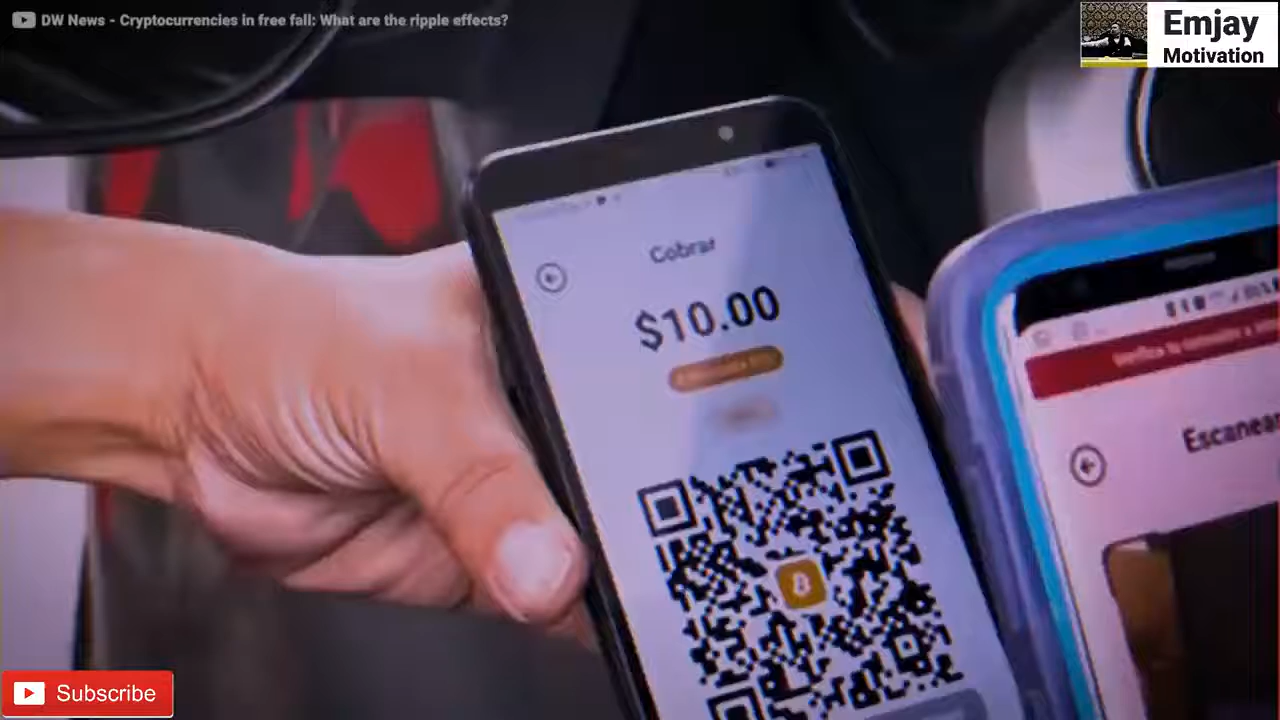 DW News - Cryptocurrencies in free fall: What are the ripple effects?
Emjay
Motivation
Cobrar
$10.00
Escanear
Subscribe